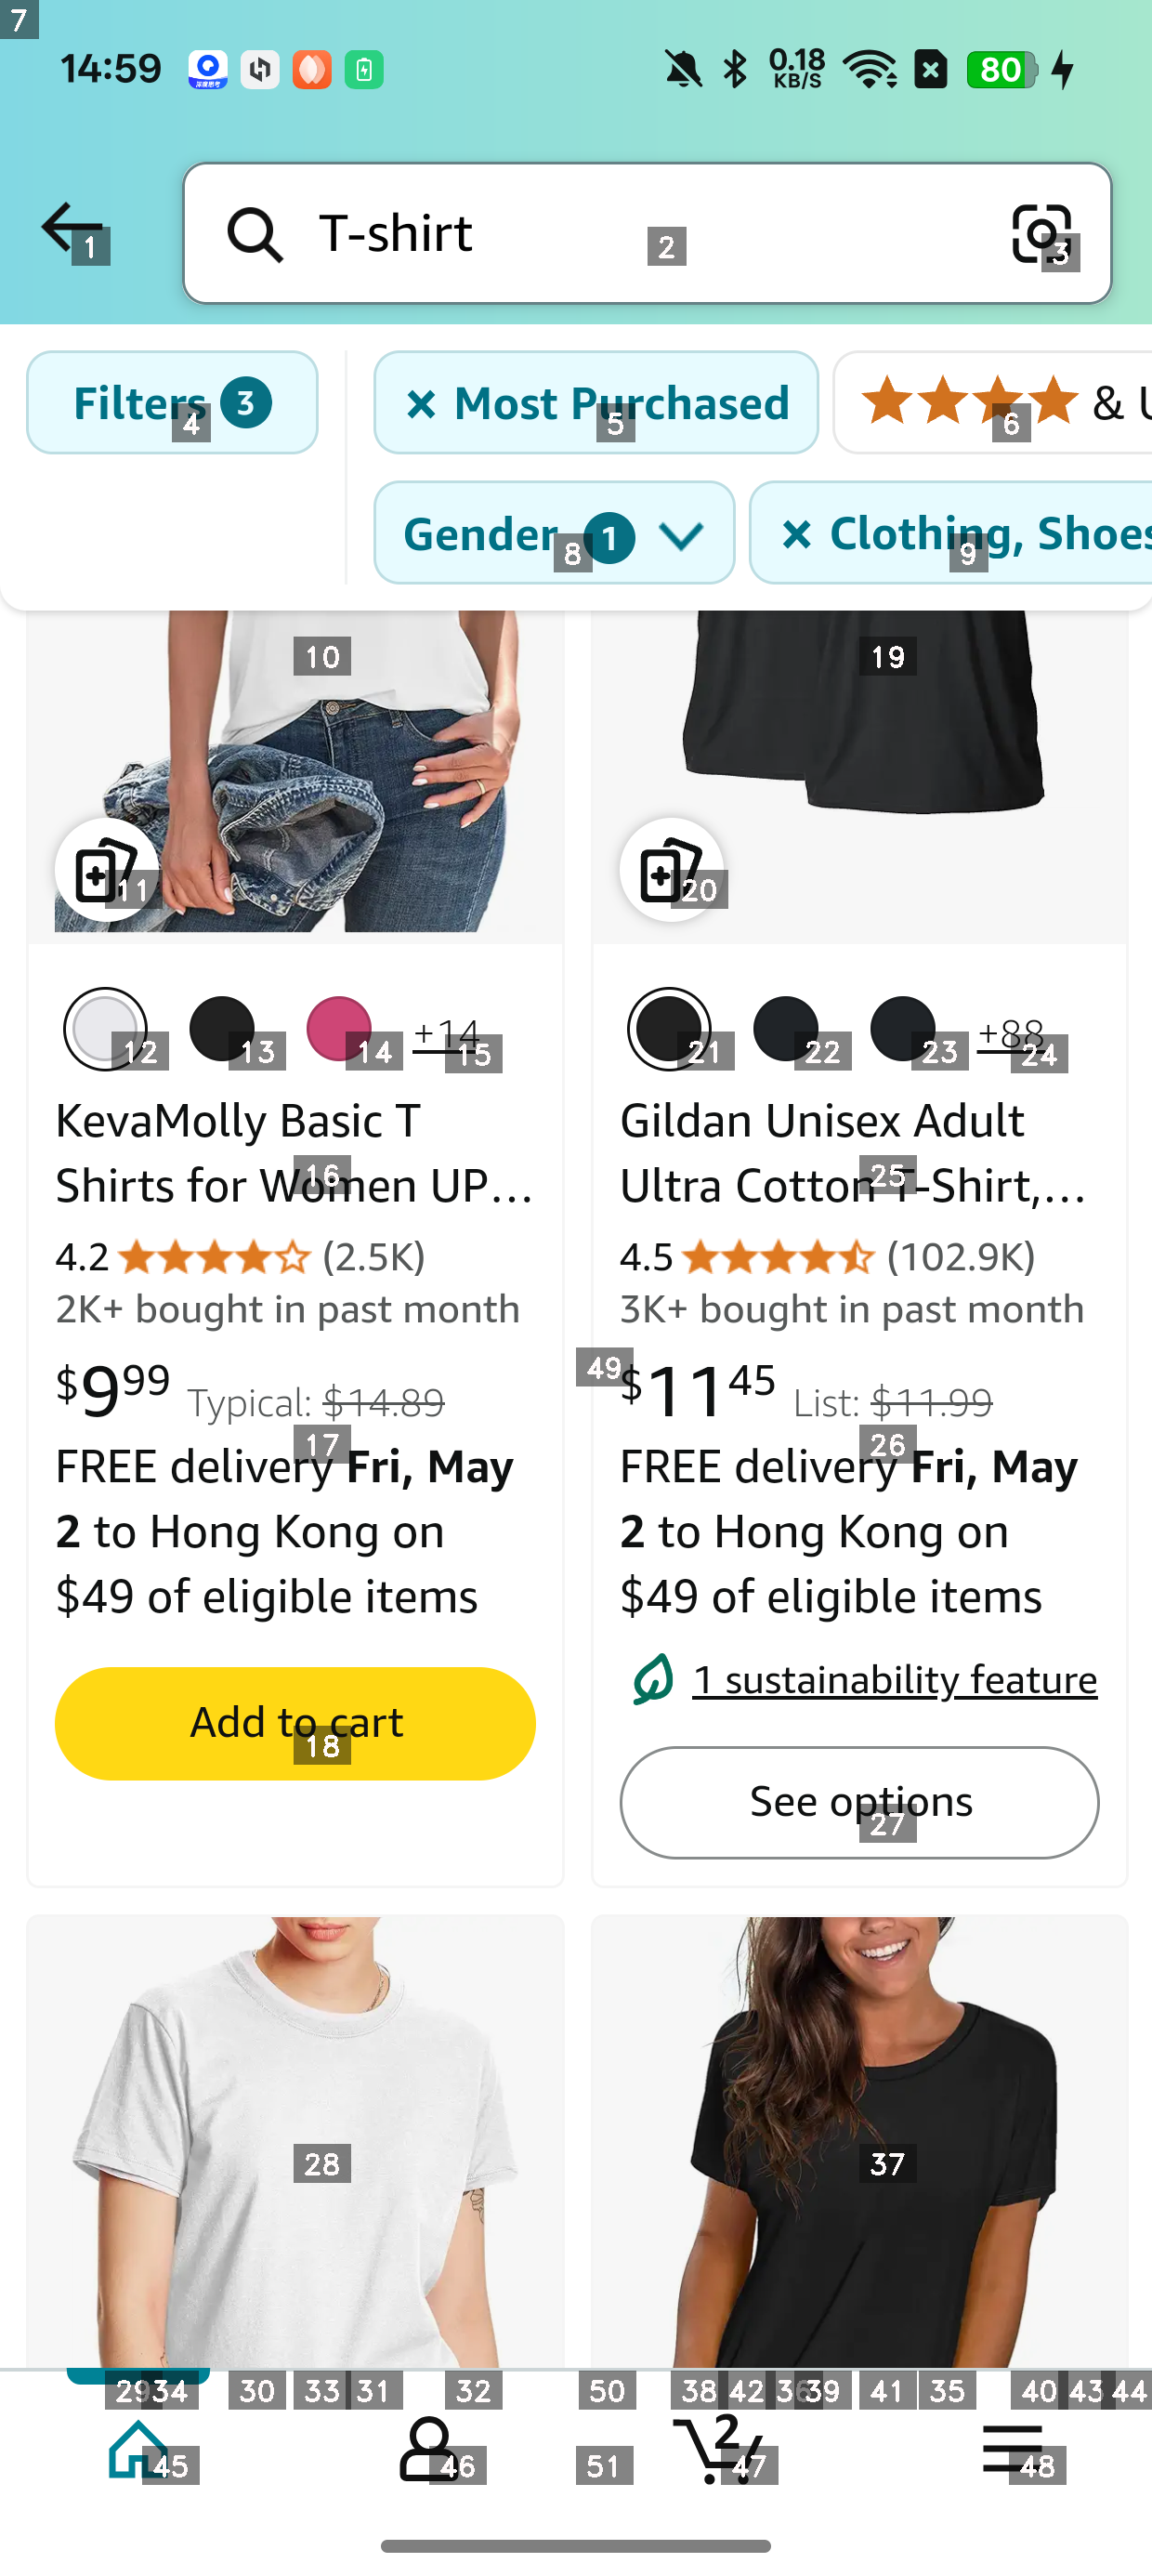 7
14:59
深度思考
0.18
KB/S
80
T-shirt
1
2
3
Filters 3
4
Most Purchased
5
& U
6
Gender 1
8
Clothing, Shoes
9
10
19
11
20
12
13
14
+14
15
21
22
23
+88
24
KevaMolly Basic T
Shirts for Women UP...
16
4.2 (2.5K)
2K+ bought in past month
$9.99 Typical: $14.89
17
FREE delivery Fri, May
2 to Hong Kong on
$49 of eligible items
Add to cart
18
Gildan Unisex Adult
Ultra Cotton T-Shirt,...
25
4.5 (102.9K)
3K+ bought in past month
49
$11.45 List: $11.99
26
FREE delivery Fri, May
2 to Hong Kong on
$49 of eligible items
1 sustainability feature
See options
27
28
37
29 34 30 33 31 32 50 38 42 36 39 41 35 40 43 44
2
45
46
51
47
48